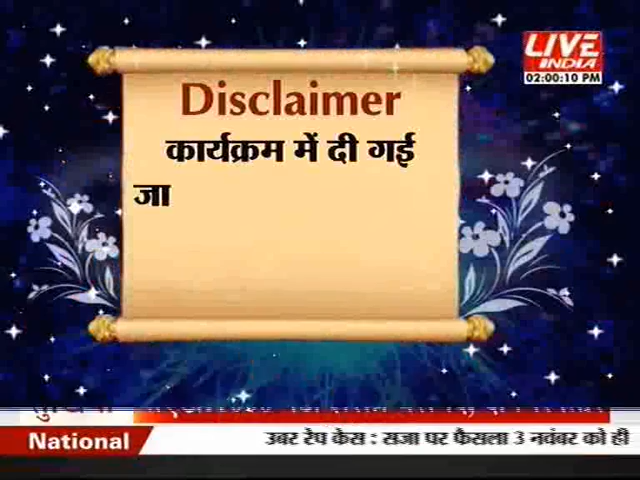 LIVE
INDIA
02:00:10 PM
Disclaimer
कार्यक्रम में दी गई
जा
National
उबर रेप केस : सजा पर फैसला 3 नवंबर को ही